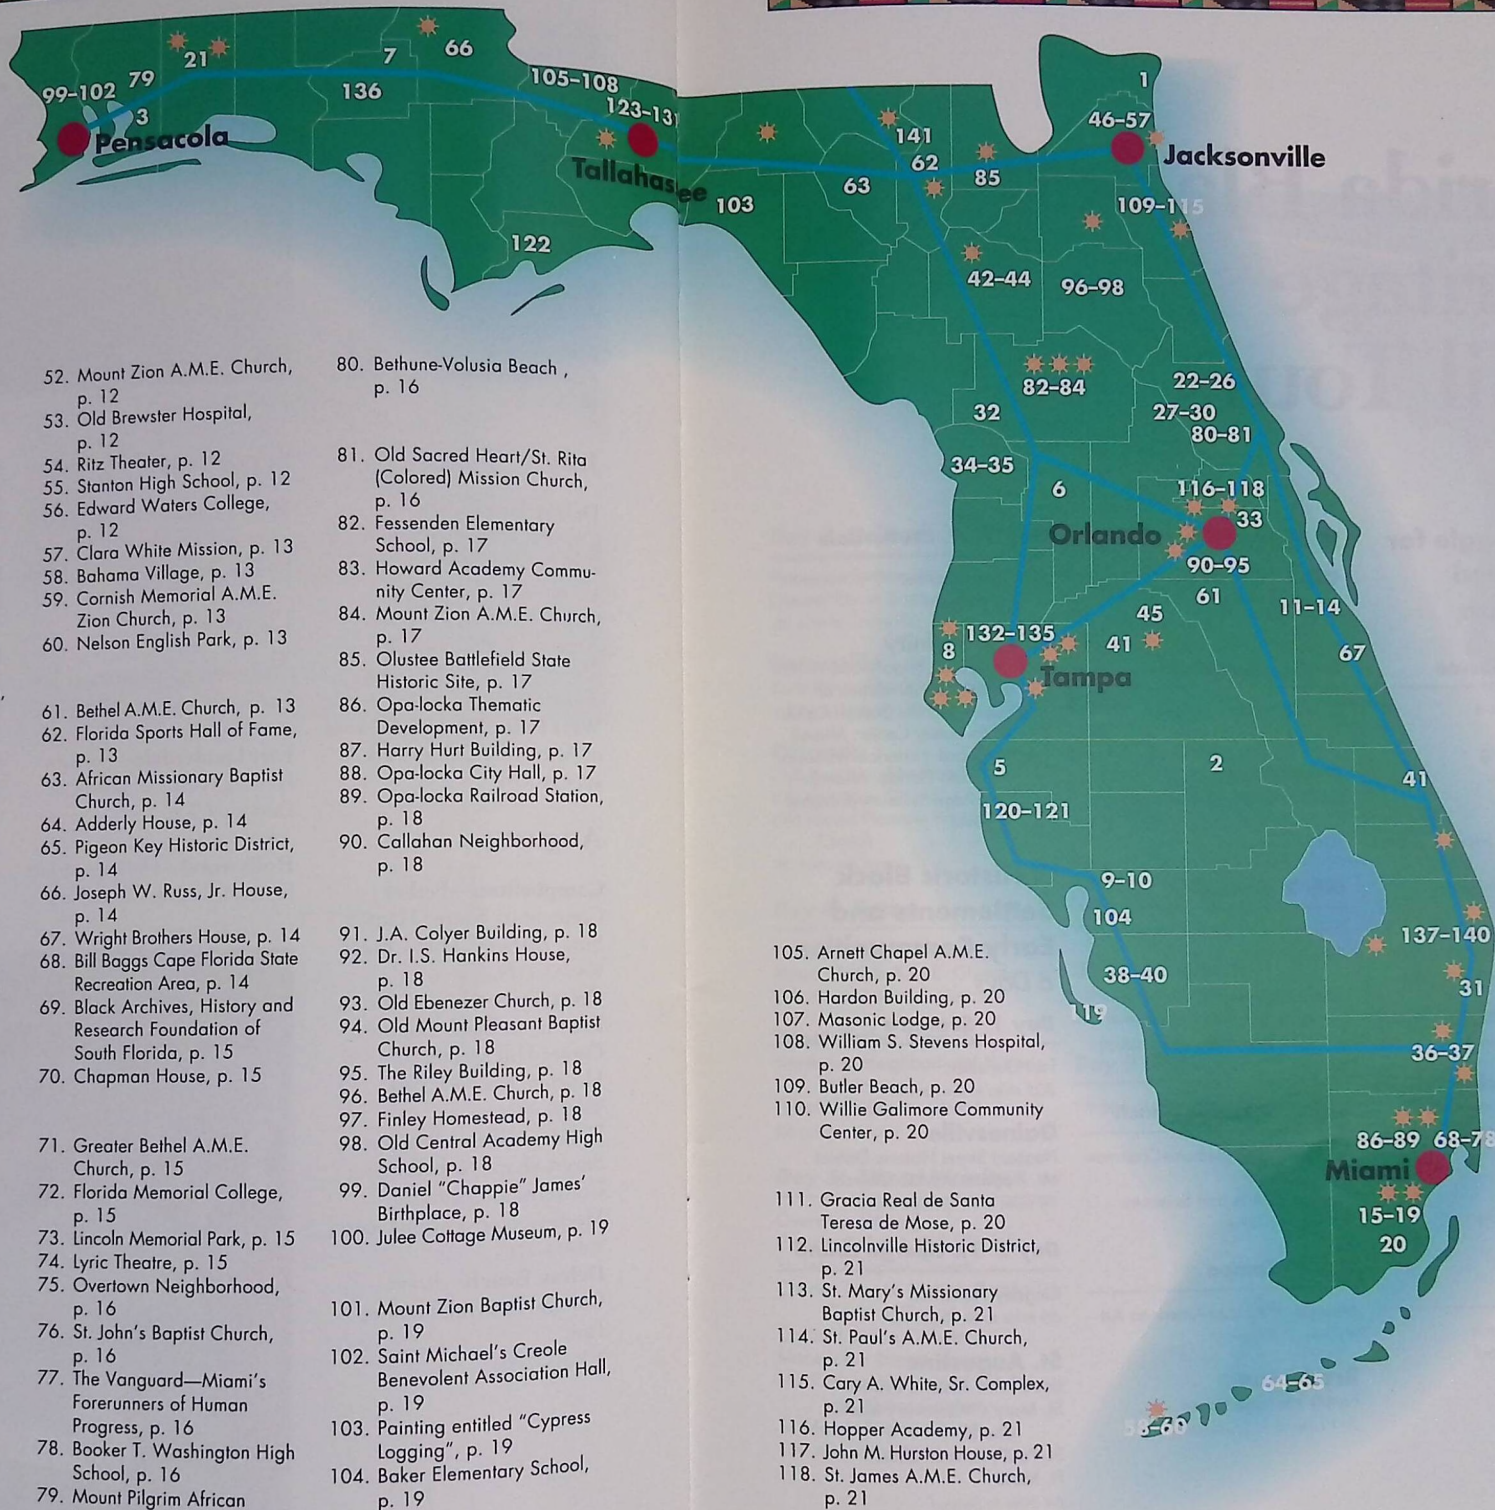 1
66
7
21
79
99–102
3
136
105–108
123–131
Pensacola
Tallahassee
122
103
46–57
Jacksonville
141
62
63
85
109–115
42–44
96–98
82–84
22–26
27–30
80–81
32
34–35
6
116–118
33
Orlando
90–95
61
11–14
45
41
132–135
8
67
Tampa
5
2
41
120–121
9–10
104
137–140
38–40
31
119
36–37
86–89
68–78
Miami
15–19
20
64–65
58–60
52. Mount Zion A.M.E. Church,
p. 12
53. Old Brewster Hospital,
p. 12
54. Ritz Theater, p. 12
55. Stanton High School, p. 12
56. Edward Waters College,
p. 12
57. Clara White Mission, p. 13
58. Bahama Village, p. 13
59. Cornish Memorial A.M.E.
Zion Church, p. 13
60. Nelson English Park, p. 13
61. Bethel A.M.E. Church, p. 13
62. Florida Sports Hall of Fame,
p. 13
63. African Missionary Baptist
Church, p. 14
64. Adderly House, p. 14
65. Pigeon Key Historic District,
p. 14
66. Joseph W. Russ, Jr. House,
p. 14
67. Wright Brothers House, p. 14
68. Bill Baggs Cape Florida State
Recreation Area, p. 14
69. Black Archives, History and
Research Foundation of
South Florida, p. 15
70. Chapman House, p. 15
71. Greater Bethel A.M.E.
Church, p. 15
72. Florida Memorial College,
p. 15
73. Lincoln Memorial Park, p. 15
74. Lyric Theatre, p. 15
75. Overtown Neighborhood,
p. 16
76. St. John's Baptist Church,
p. 16
77. The Vanguard—Miami's
Forerunners of Human
Progress, p. 16
78. Booker T. Washington High
School, p. 16
79. Mount Pilgrim African
80. Bethune-Volusia Beach ,
p. 16
81. Old Sacred Heart/St. Rita
(Colored) Mission Church,
p. 16
82. Fessenden Elementary
School, p. 17
83. Howard Academy Commu-
nity Center, p. 17
84. Mount Zion A.M.E. Church,
p. 17
85. Olustee Battlefield State
Historic Site, p. 17
86. Opa-locka Thematic
Development, p. 17
87. Harry Hurt Building, p. 17
88. Opa-locka City Hall, p. 17
89. Opa-locka Railroad Station,
p. 18
90. Callahan Neighborhood,
p. 18
91. J.A. Colyer Building, p. 18
92. Dr. I.S. Hankins House,
p. 18
93. Old Ebenezer Church, p. 18
94. Old Mount Pleasant Baptist
Church, p. 18
95. The Riley Building, p. 18
96. Bethel A.M.E. Church, p. 18
97. Finley Homestead, p. 18
98. Old Central Academy High
School, p. 18
99. Daniel "Chappie" James'
Birthplace, p. 18
100. Julee Cottage Museum, p. 19
101. Mount Zion Baptist Church,
p. 19
102. Saint Michael's Creole
Benevolent Association Hall,
p. 19
103. Painting entitled "Cypress
Logging", p. 19
104. Baker Elementary School,
p. 19
105. Arnett Chapel A.M.E.
Church, p. 20
106. Hardon Building, p. 20
107. Masonic Lodge, p. 20
108. William S. Stevens Hospital,
p. 20
109. Butler Beach, p. 20
110. Willie Galimore Community
Center, p. 20
111. Gracia Real de Santa
Teresa de Mose, p. 20
112. Lincolnville Historic District,
p. 21
113. St. Mary's Missionary
Baptist Church, p. 21
114. St. Paul's A.M.E. Church,
p. 21
115. Cary A. White, Sr. Complex,
p. 21
116. Hopper Academy, p. 21
117. John M. Hurston House, p. 21
118. St. James A.M.E. Church,
p. 21